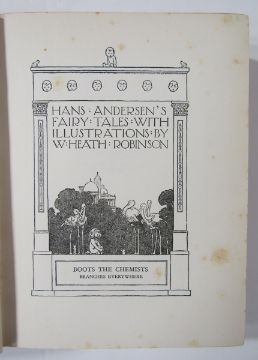 HANS · ANDERSEN'S
FAIRY · TALES · WITH
ILLUSTRATIONS · BY
W · HEATH · ROBINSON
BOOTS THE CHEMISTS
BRANCHES EVERYWHERE